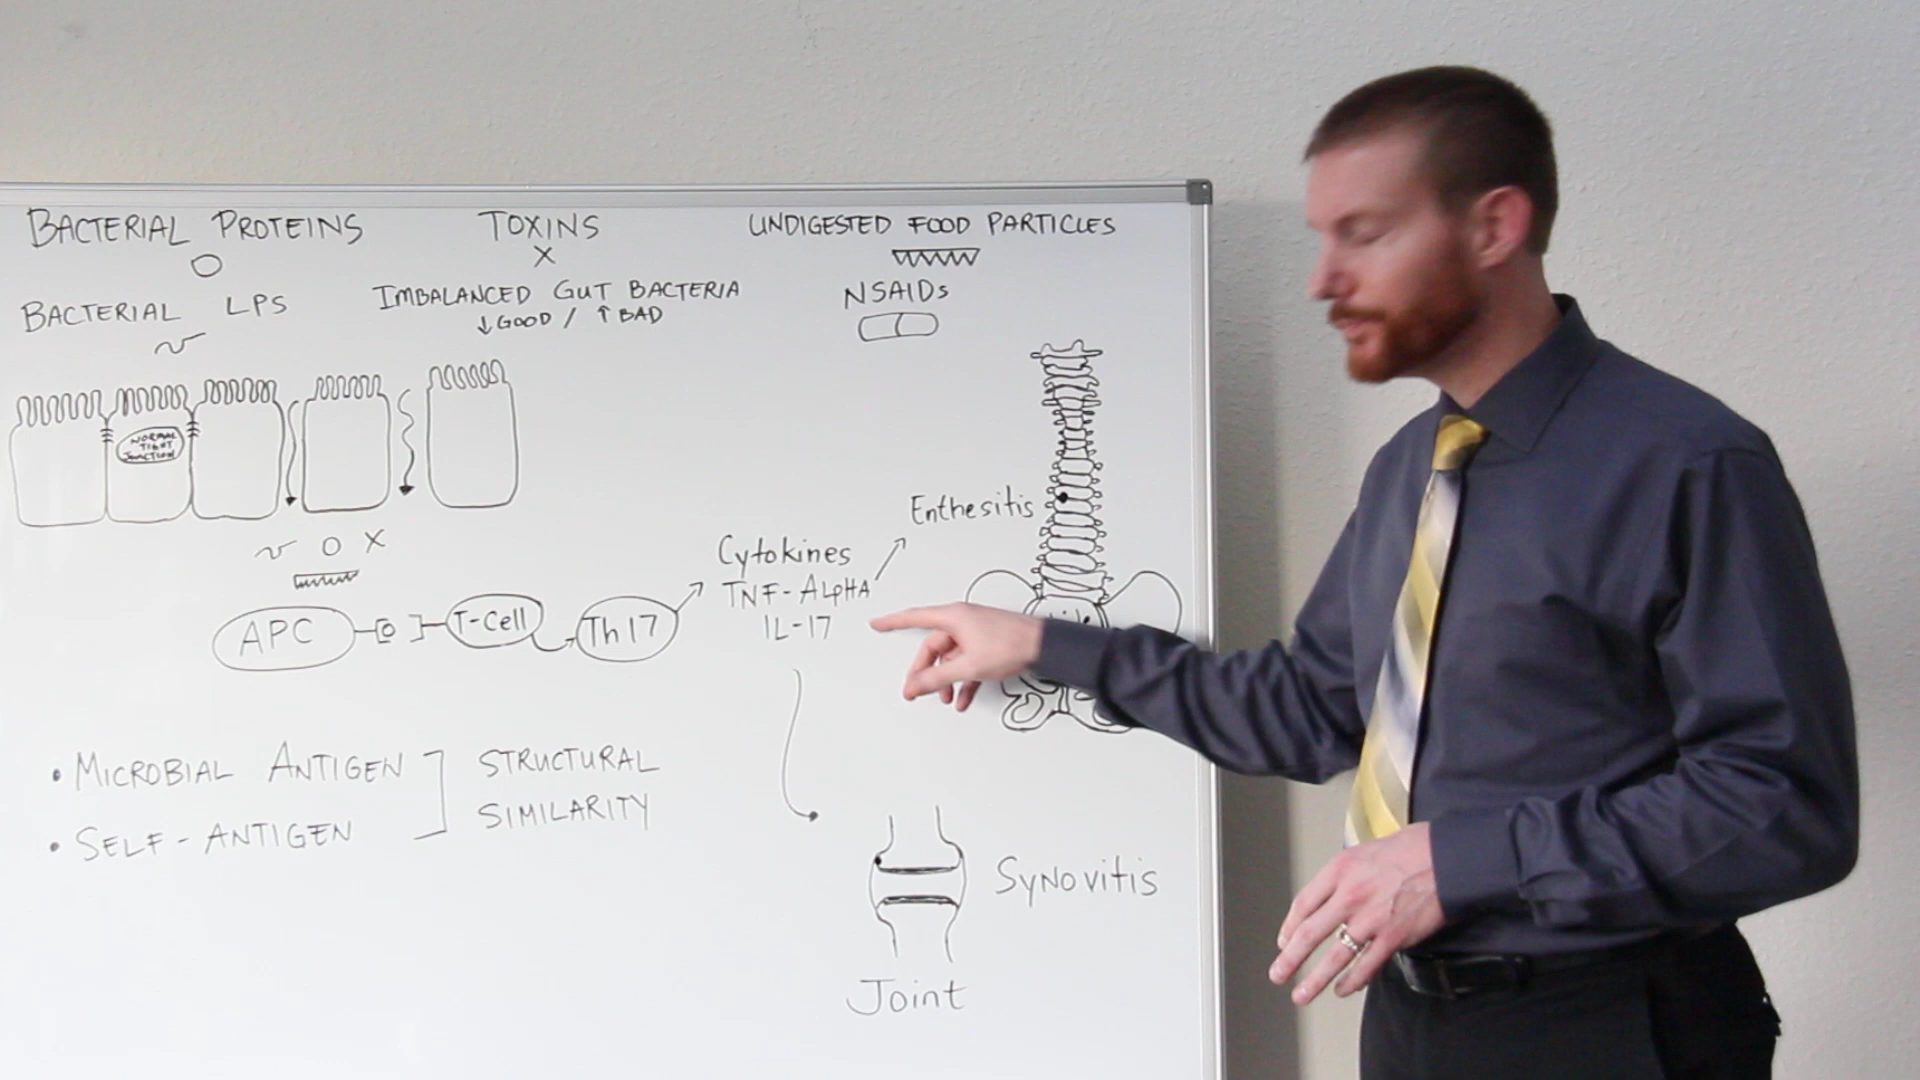 BACTERIAL PROTEINS
TOXINS
X
UNDIGESTED FOOD PARTICLES
BACTERIAL LPS
IMBALANCED GUT BACTERIA
↓GOOD / ↑BAD
NSAIDs
NORMAL
TIGHT
JUNCTION
X
Enthesitis
Cytokines
TNF-ALPHA
IL-17
APC
T-Cell
Th17
• MICROBIAL ANTIGEN
• SELF-ANTIGEN
STRUCTURAL
SIMILARITY
SYNOVITIS
Joint